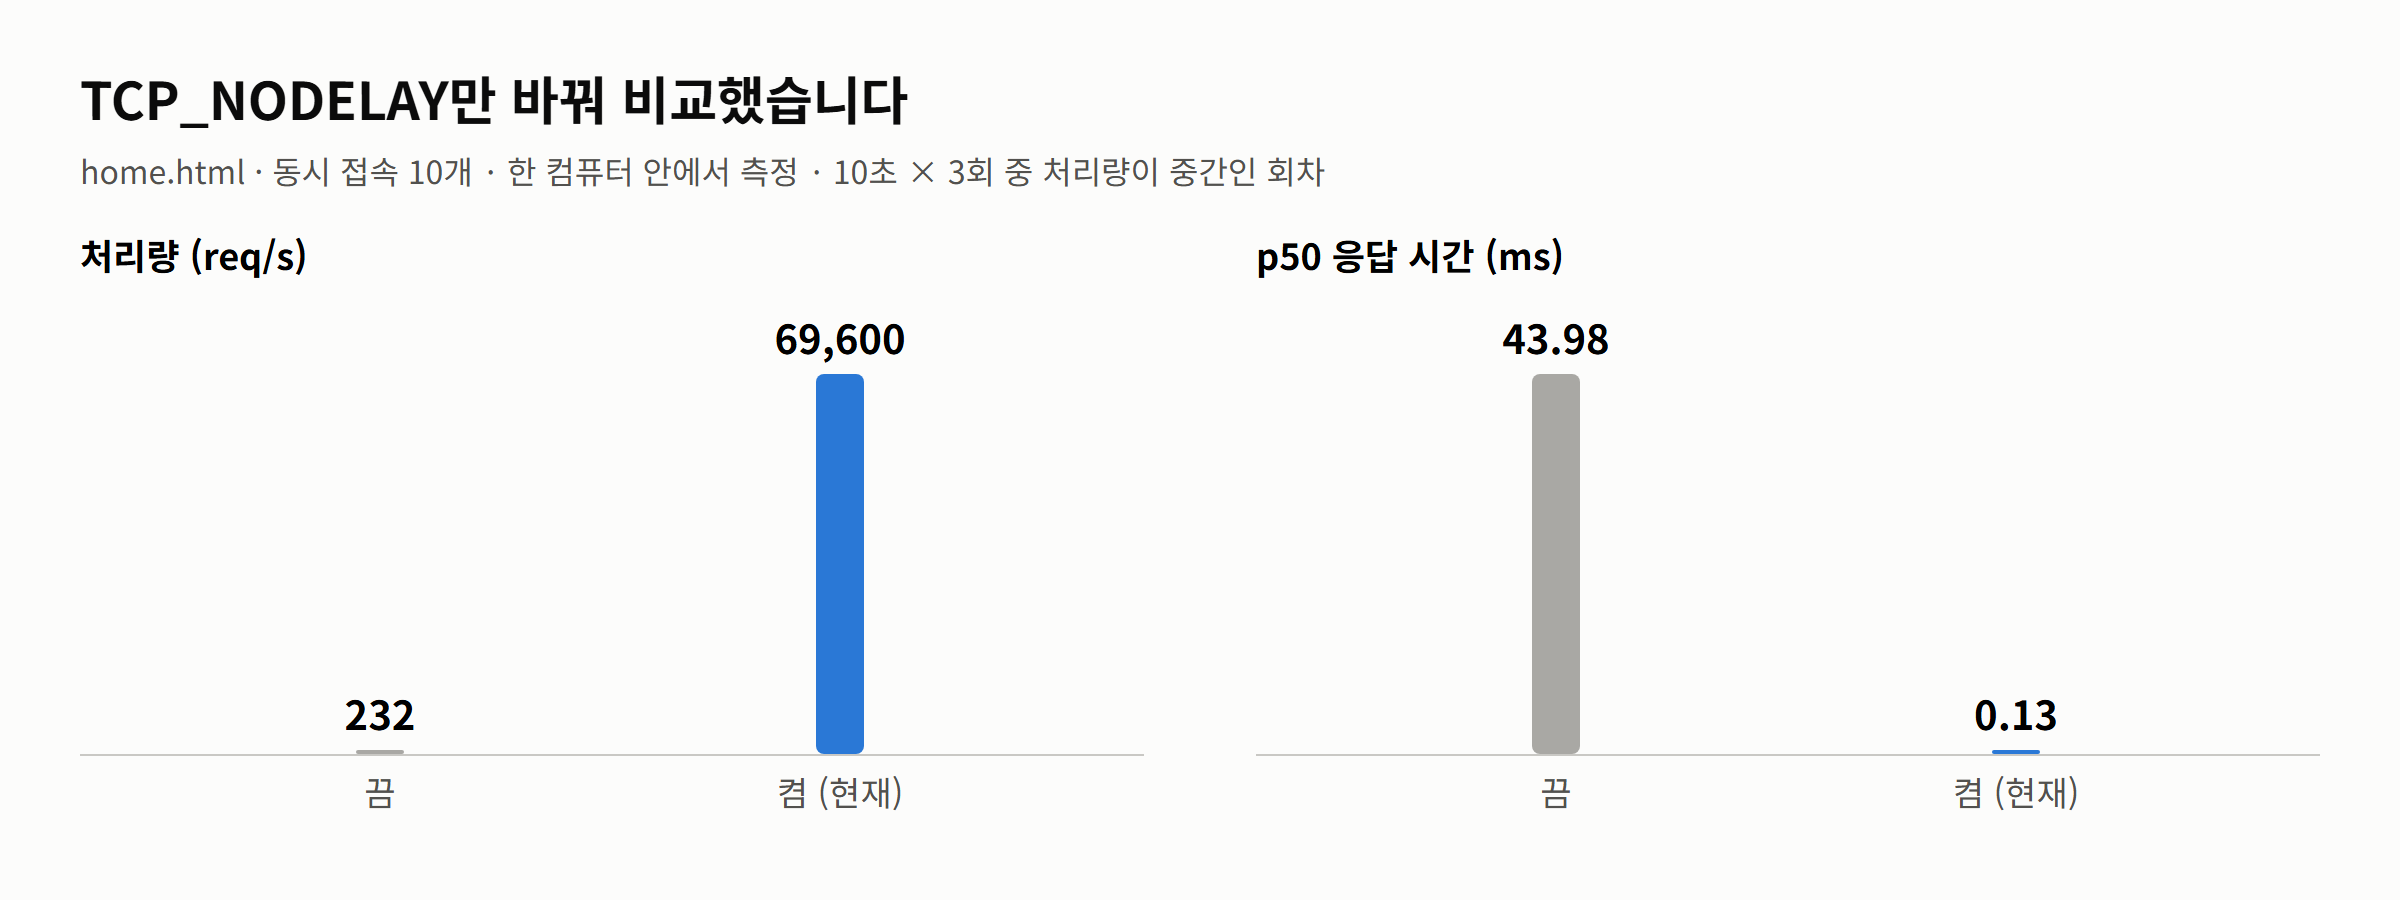 TCP_NODELAY만 바꿔 비교했습니다
home.html · 동시 접속 10개 · 한 컴퓨터 안에서 측정 · 10초 × 3회 중 처리량이 중간인 회차
처리량 (req/s)
69,600
232
끔
켬 (현재)
p50 응답 시간 (ms)
43.98
0.13
끔
켬 (현재)